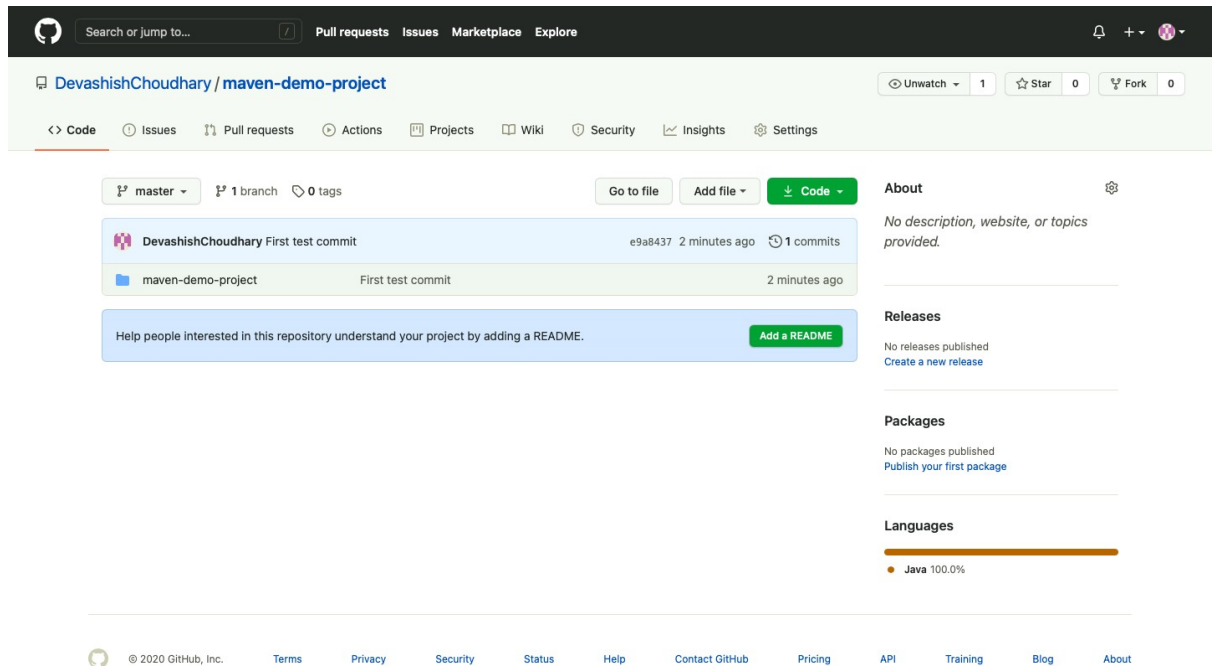 Search or jump to... / Pull requests Issues Marketplace Explore
DevashishChoudhary / maven-demo-project
Unwatch 1 Star 0 Fork 0
<> Code Issues Pull requests Actions Projects Wiki Security Insights Settings
master 1 branch 0 tags Go to file Add file Code
DevashishChoudhary First test commit e9a8437 2 minutes ago 1 commits
maven-demo-project First test commit 2 minutes ago
Help people interested in this repository understand your project by adding a README. Add a README
About
No description, website, or topics
provided.
Releases
No releases published
Create a new release
Packages
No packages published
Publish your first package
Languages
Java 100.0%
© 2020 GitHub, Inc. Terms Privacy Security Status Help Contact GitHub Pricing API Training Blog About